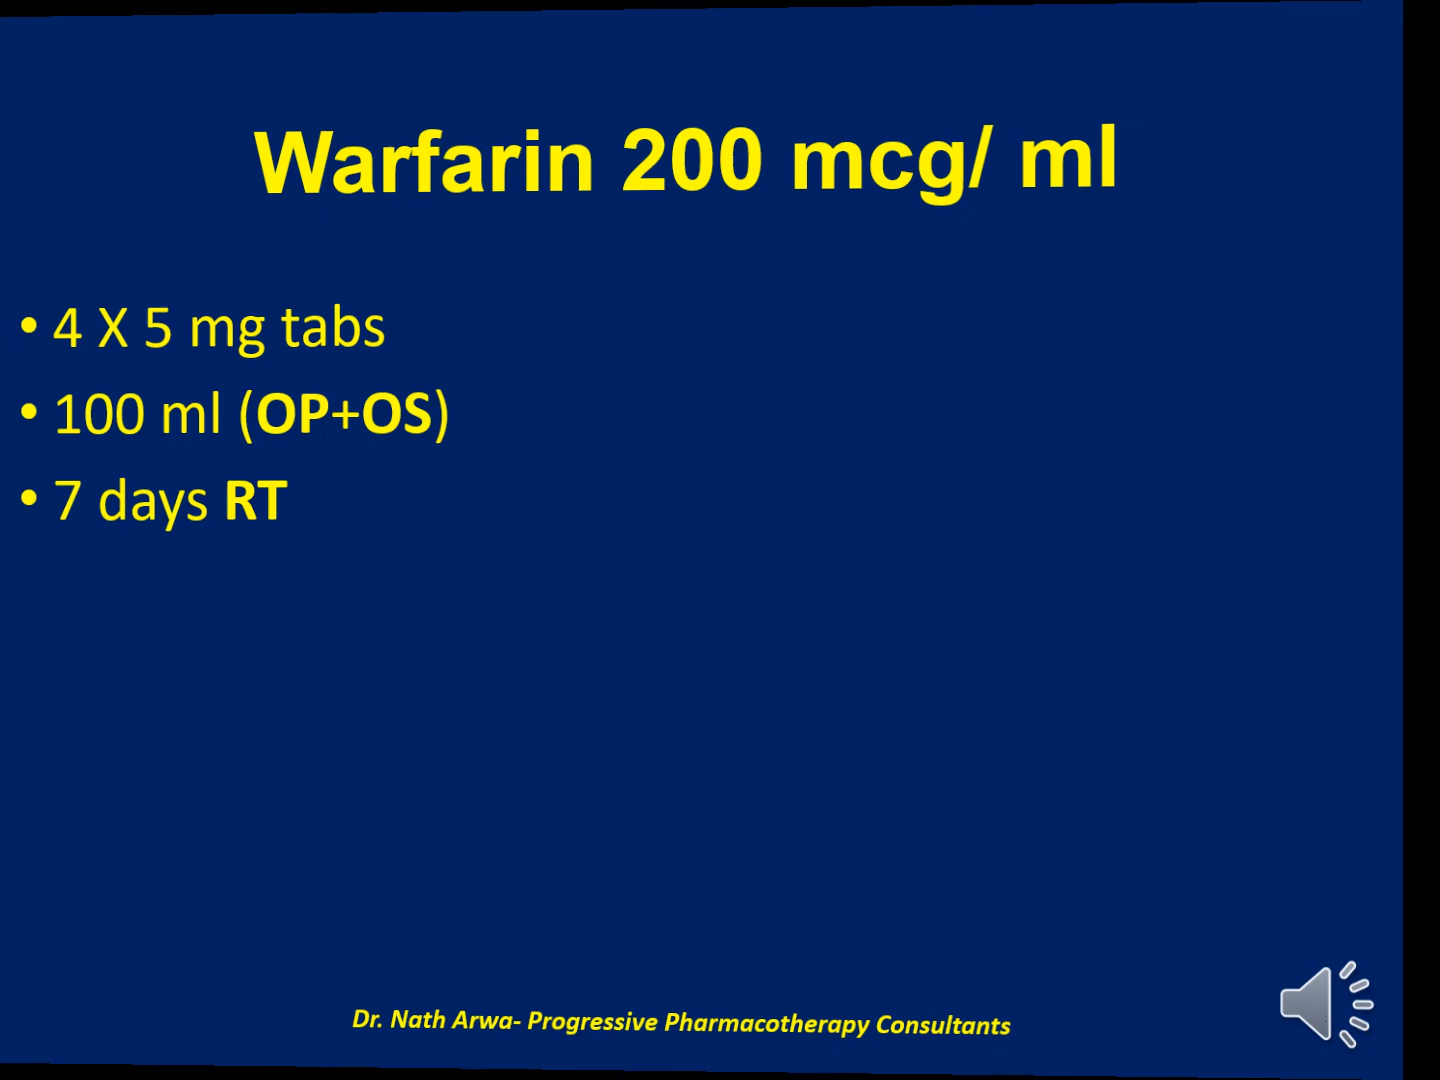 Warfarin 200 mcg/ ml
• 4 X 5 mg tabs
• 100 ml (OP+OS)
• 7 days RT
Dr. Nath Arwa- Progressive Pharmacotherapy Consultants